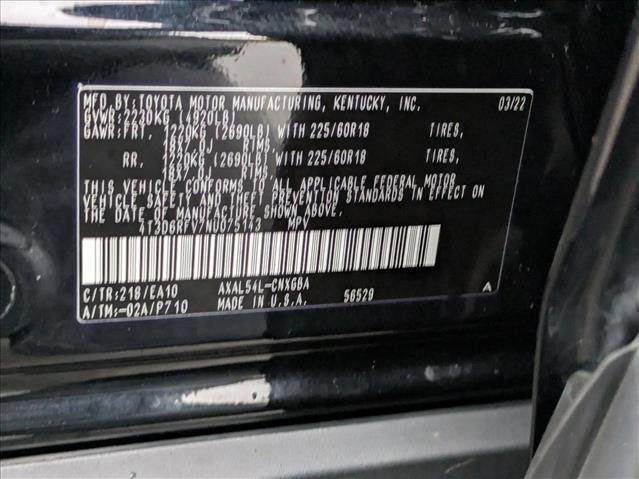 MFD.BY:TOYOTA MOTOR MANUFACTURING, KENTUCKY, INC. 03/22
GVWR:2230KG (4920LB)
GAWR:FRT. 1220KG (2690LB) WITH 225/60R18 TIRES,
18X7.0J RIMS,
RR. 1220KG (2690LB) WITH 225/60R18 TIRES,
18X7.0J RIMS,
THIS VEHICLE CONFORMS TO ALL APPLICABLE FEDERAL MOTOR
VEHICLE SAFETY AND THEFT PREVENTION STANDARDS IN EFFECT
ON THE DATE OF MANUFACTURE SHOWN ABOVE.
4T3D6RFV7NU075143 MPV
C/TR:218/EA10 AXAL54L-CNXGBA A
A/TM:-02A/P710 MADE IN U.S.A. 56529